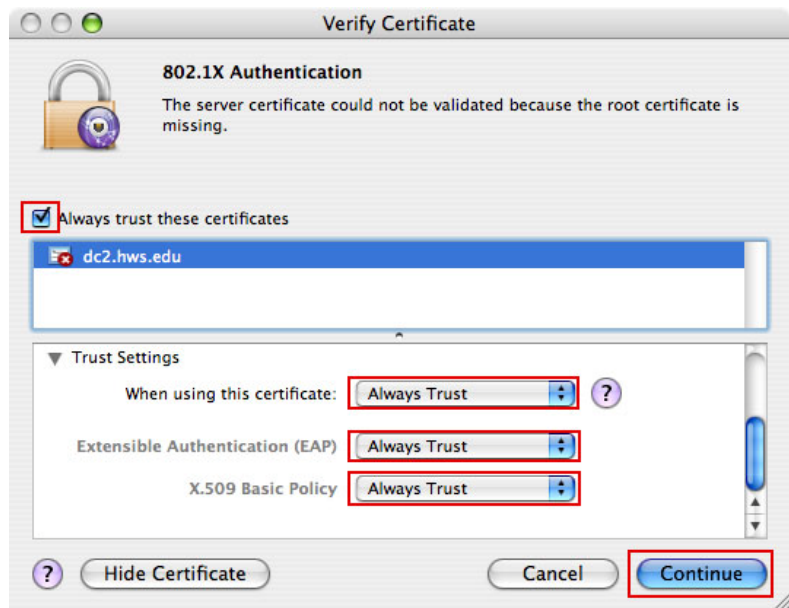 Verify Certificate
802.1X Authentication
The server certificate could not be validated because the root certificate is
missing.
Always trust these certificates
dc2.hws.edu
Trust Settings
When using this certificate: Always Trust ?
Extensible Authentication (EAP) Always Trust
X.509 Basic Policy Always Trust
? Hide Certificate Cancel Continue